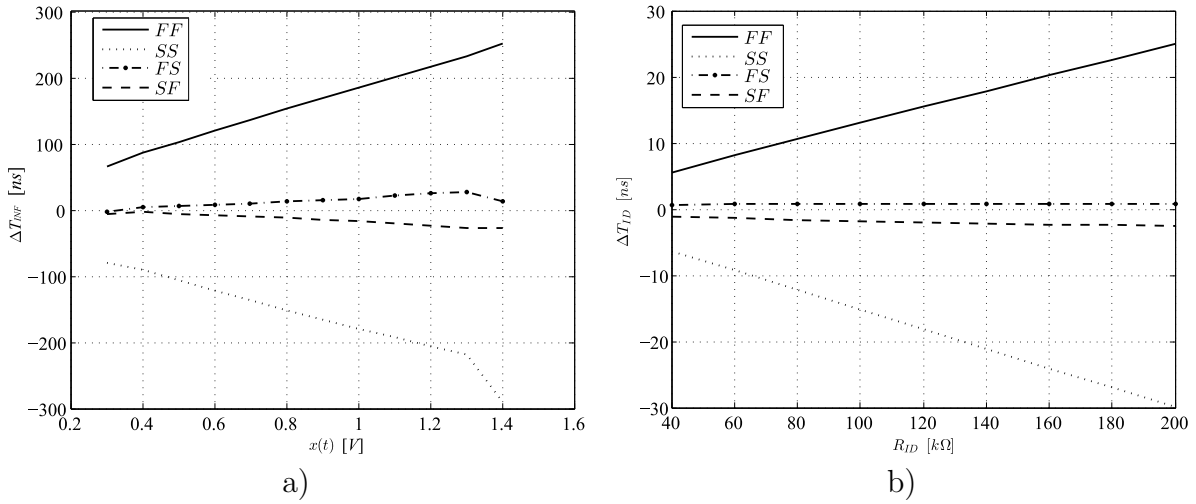 300
200
100
0
−100
−200
−300
0.2 0.4 0.6 0.8 1 1.2 1.4 1.6
ΔT_INF [ns]
x(t) [V]
FF
SS
FS
SF
a)
30
20
10
0
−10
−20
−30
40 60 80 100 120 140 160 180 200
ΔT_ID [ns]
R_ID [kΩ]
FF
SS
FS
SF
b)